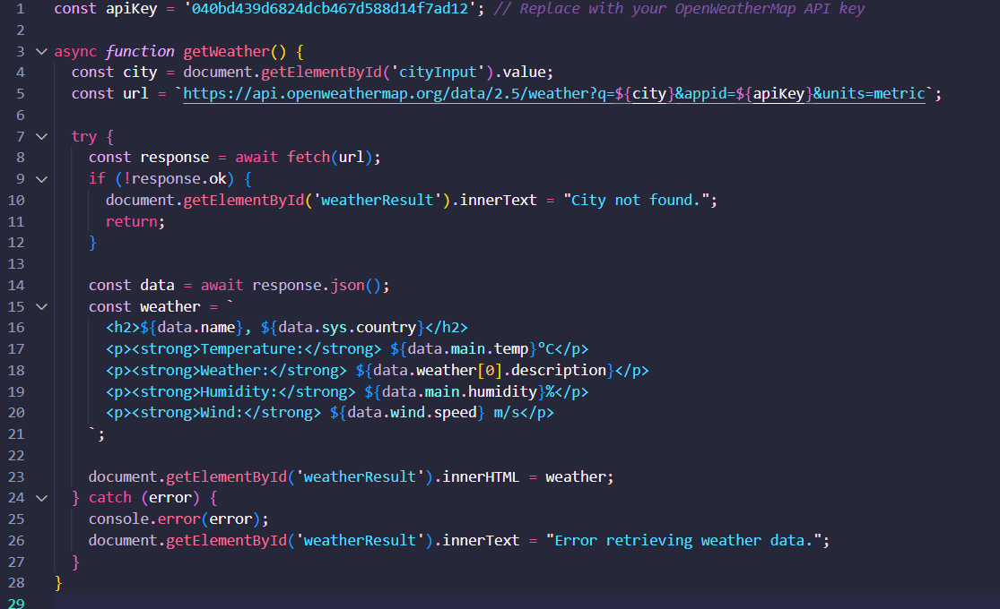 1 const apiKey = '040bd439d6824dcb467d588d14f7ad12'; // Replace with your OpenWeatherMap API key
2
3 async function getWeather() {
4   const city = document.getElementById('cityInput').value;
5   const url = `https://api.openweathermap.org/data/2.5/weather?q=${city}&appid=${apiKey}&units=metric`;
6
7   try {
8     const response = await fetch(url);
9     if (!response.ok) {
10       document.getElementById('weatherResult').innerText = "City not found.";
11       return;
12     }
13
14     const data = await response.json();
15     const weather = `
16       <h2>${data.name}, ${data.sys.country}</h2>
17       <p><strong>Temperature:</strong> ${data.main.temp}°C</p>
18       <p><strong>Weather:</strong> ${data.weather[0].description}</p>
19       <p><strong>Humidity:</strong> ${data.main.humidity}%</p>
20       <p><strong>Wind:</strong> ${data.wind.speed} m/s</p>
21     `;
22
23     document.getElementById('weatherResult').innerHTML = weather;
24   } catch (error) {
25     console.error(error);
26     document.getElementById('weatherResult').innerText = "Error retrieving weather data.";
27   }
28 }
29